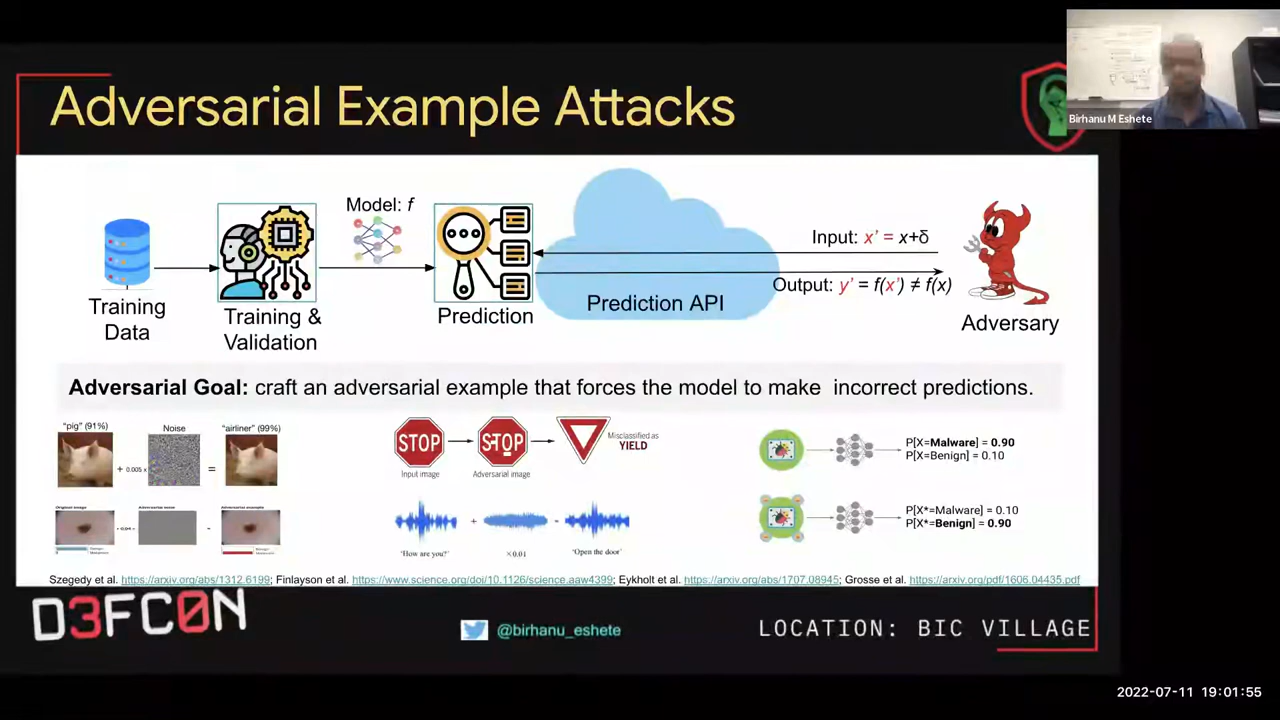 Adversarial Example Attacks
Birhanu M Eshete
Model: f
Input: x' = x+δ
Output: y' = f(x') ≠ f(x)
Training
Data
Training &
Validation
Prediction
Prediction API
Adversary
Adversarial Goal: craft an adversarial example that forces the model to make incorrect predictions.
"pig" (91%)
Noise
"airliner" (99%)
+ 0.005 x
=
STOP
STOP
Misclassified as
YIELD
Input image
Adversarial image
P[X=Malware] = 0.90
P[X=Benign] = 0.10
Original image
Adversarial noise
Adversarial example
+
-
'How are you?'
×0.01
'Open the door'
P[X*=Malware] = 0.10
P[X*=Benign] = 0.90
Szegedy et al. https://arxiv.org/abs/1312.6199; Finlayson et al. https://www.science.org/doi/10.1126/science.aaw4399; Eykholt et al. https://arxiv.org/abs/1707.08945; Grosse et al. https://arxiv.org/pdf/1606.04435.pdf
D3FC0N
@birhanu_eshete
LOCATION: BIC VILLAGE
2022-07-11 19:01:55